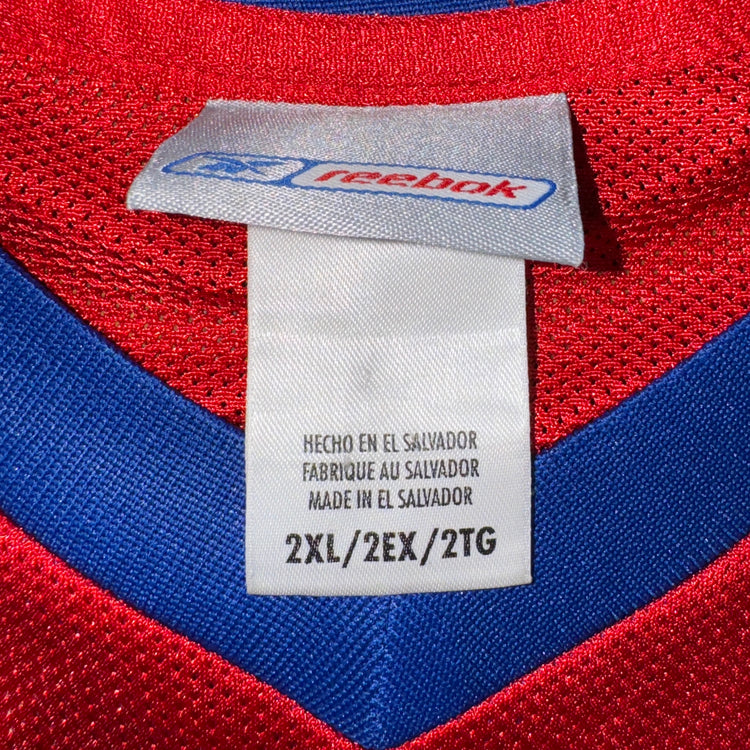 reebok
HECHO EN EL SALVADOR
FABRIQUE AU SALVADOR
MADE IN EL SALVADOR
2XL/2EX/2TG